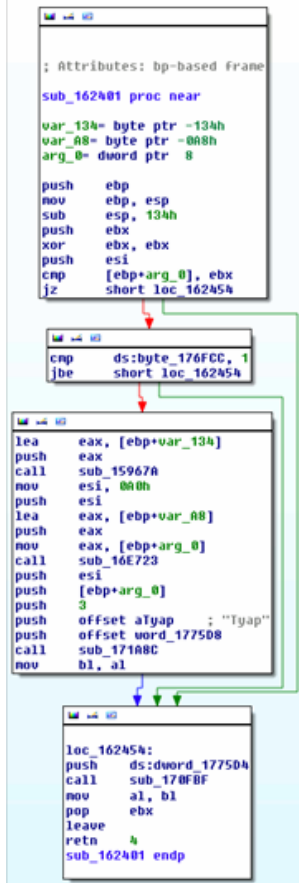 ; Attributes: bp-based frame
sub_162401 proc near
var_134= byte ptr -134h
var_A8= byte ptr -0A8h
arg_0= dword ptr  8
push    ebp
mov     ebp, esp
sub     esp, 134h
push    ebx
xor     ebx, ebx
push    esi
cmp     [ebp+arg_0], ebx
jz      short loc_162454
cmp     ds:byte_176FCC, 1
jbe     short loc_162454
lea     eax, [ebp+var_134]
push    eax
call    sub_15967A
mov     esi, 0A0h
push    esi
lea     eax, [ebp+var_A8]
push    eax
mov     eax, [ebp+arg_0]
call    sub_16E723
push    esi
push    [ebp+arg_0]
push    3
push    offset aTyap    ; "Tyap"
push    offset word_1775D8
call    sub_171A8C
mov     bl, al
loc_162454:
push    ds:dword_1775D4
call    sub_170FBF
mov     al, bl
pop     ebx
leave
retn    4
sub_162401 endp